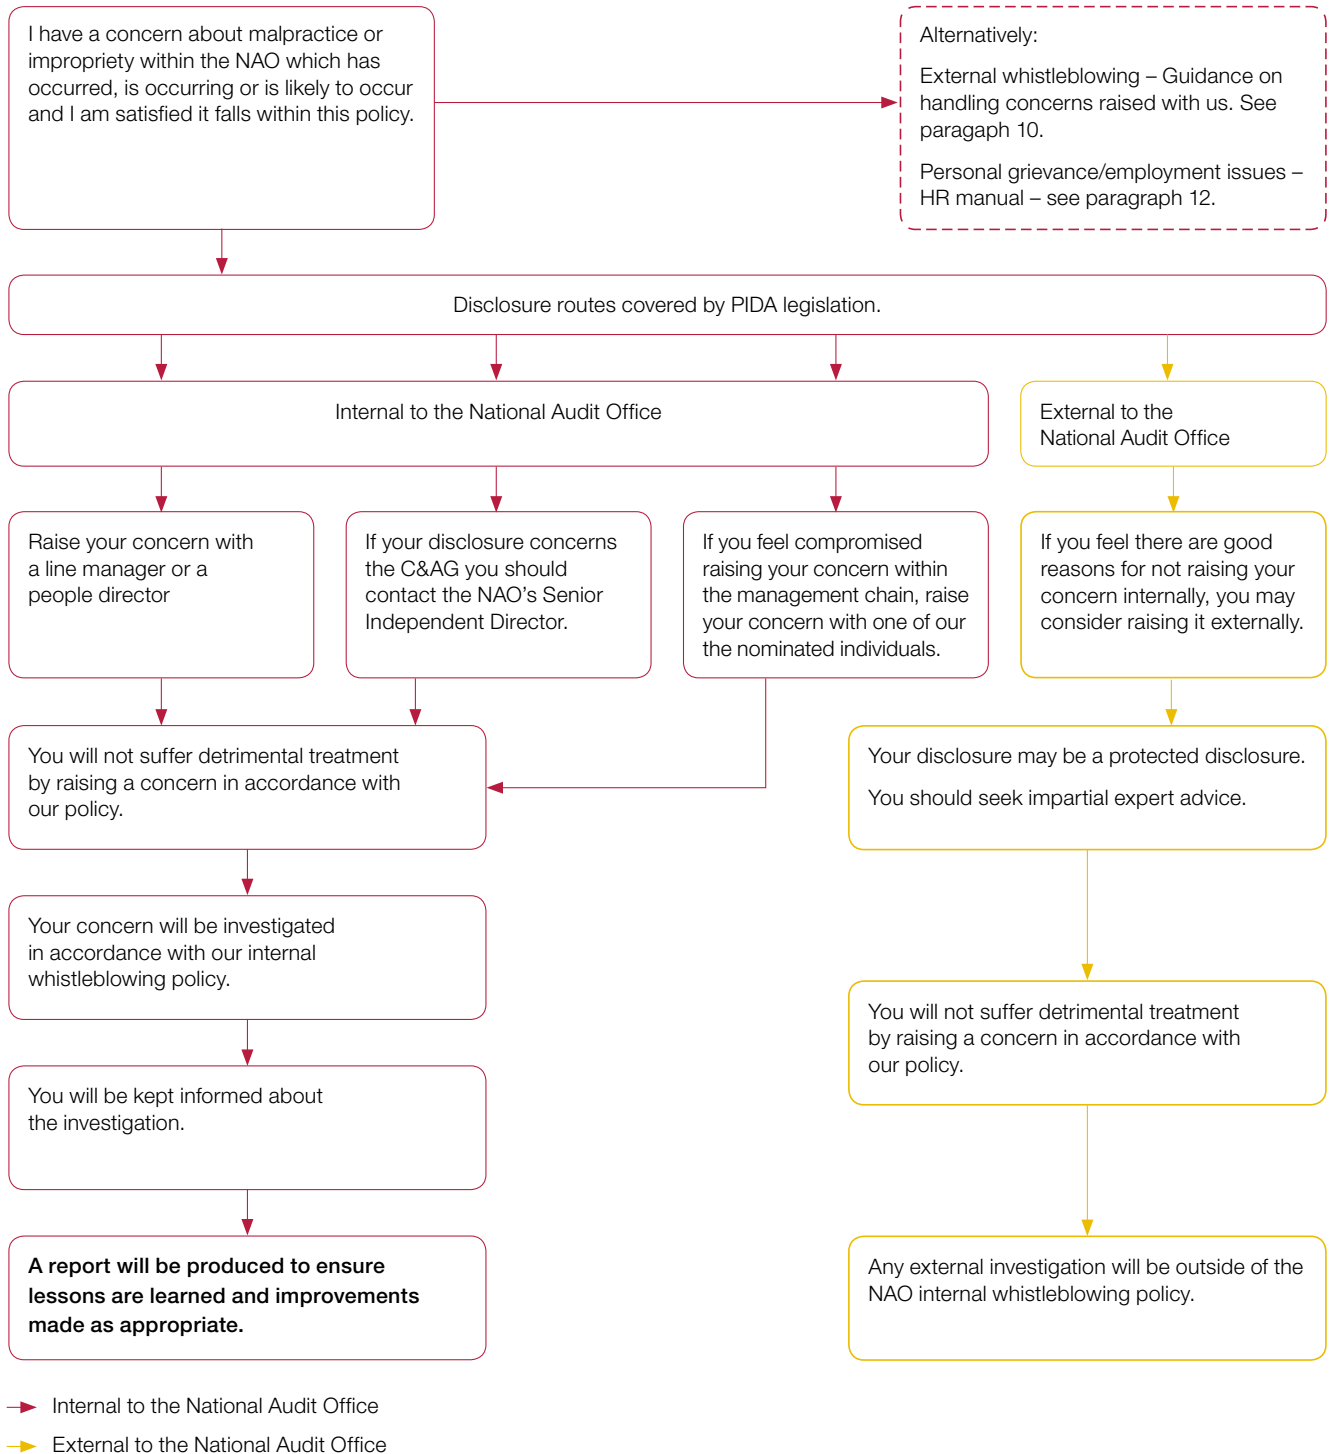 I have a concern about malpractice or
impropriety within the NAO which has
occurred, is occurring or is likely to occur
and I am satisfied it falls within this policy.
Alternatively:
External whistleblowing – Guidance on
handling concerns raised with us. See
paragaph 10.
Personal grievance/employment issues –
HR manual – see paragraph 12.
Disclosure routes covered by PIDA legislation.
Internal to the National Audit Office
External to the
National Audit Office
Raise your concern with
a line manager or a
people director
If your disclosure concerns
the C&AG you should
contact the NAO’s Senior
Independent Director.
If you feel compromised
raising your concern within
the management chain, raise
your concern with one of our
the nominated individuals.
If you feel there are good
reasons for not raising your
concern internally, you may
consider raising it externally.
You will not suffer detrimental treatment
by raising a concern in accordance with
our policy.
Your disclosure may be a protected disclosure.
You should seek impartial expert advice.
Your concern will be investigated
in accordance with our internal
whistleblowing policy.
You will not suffer detrimental treatment
by raising a concern in accordance with
our policy.
You will be kept informed about
the investigation.
A report will be produced to ensure
lessons are learned and improvements
made as appropriate.
Any external investigation will be outside of the
NAO internal whistleblowing policy.
Internal to the National Audit Office
External to the National Audit Office